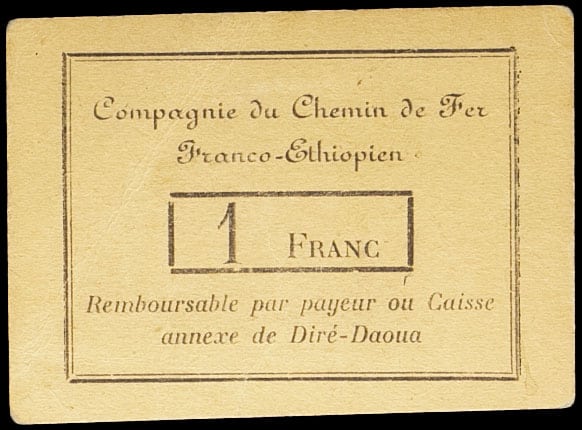 Compagnie du Chemin de Fer
Franco-Ethiopien
1 FRANC
Remboursable par payeur ou Caisse
annexe de Diré-Daoua